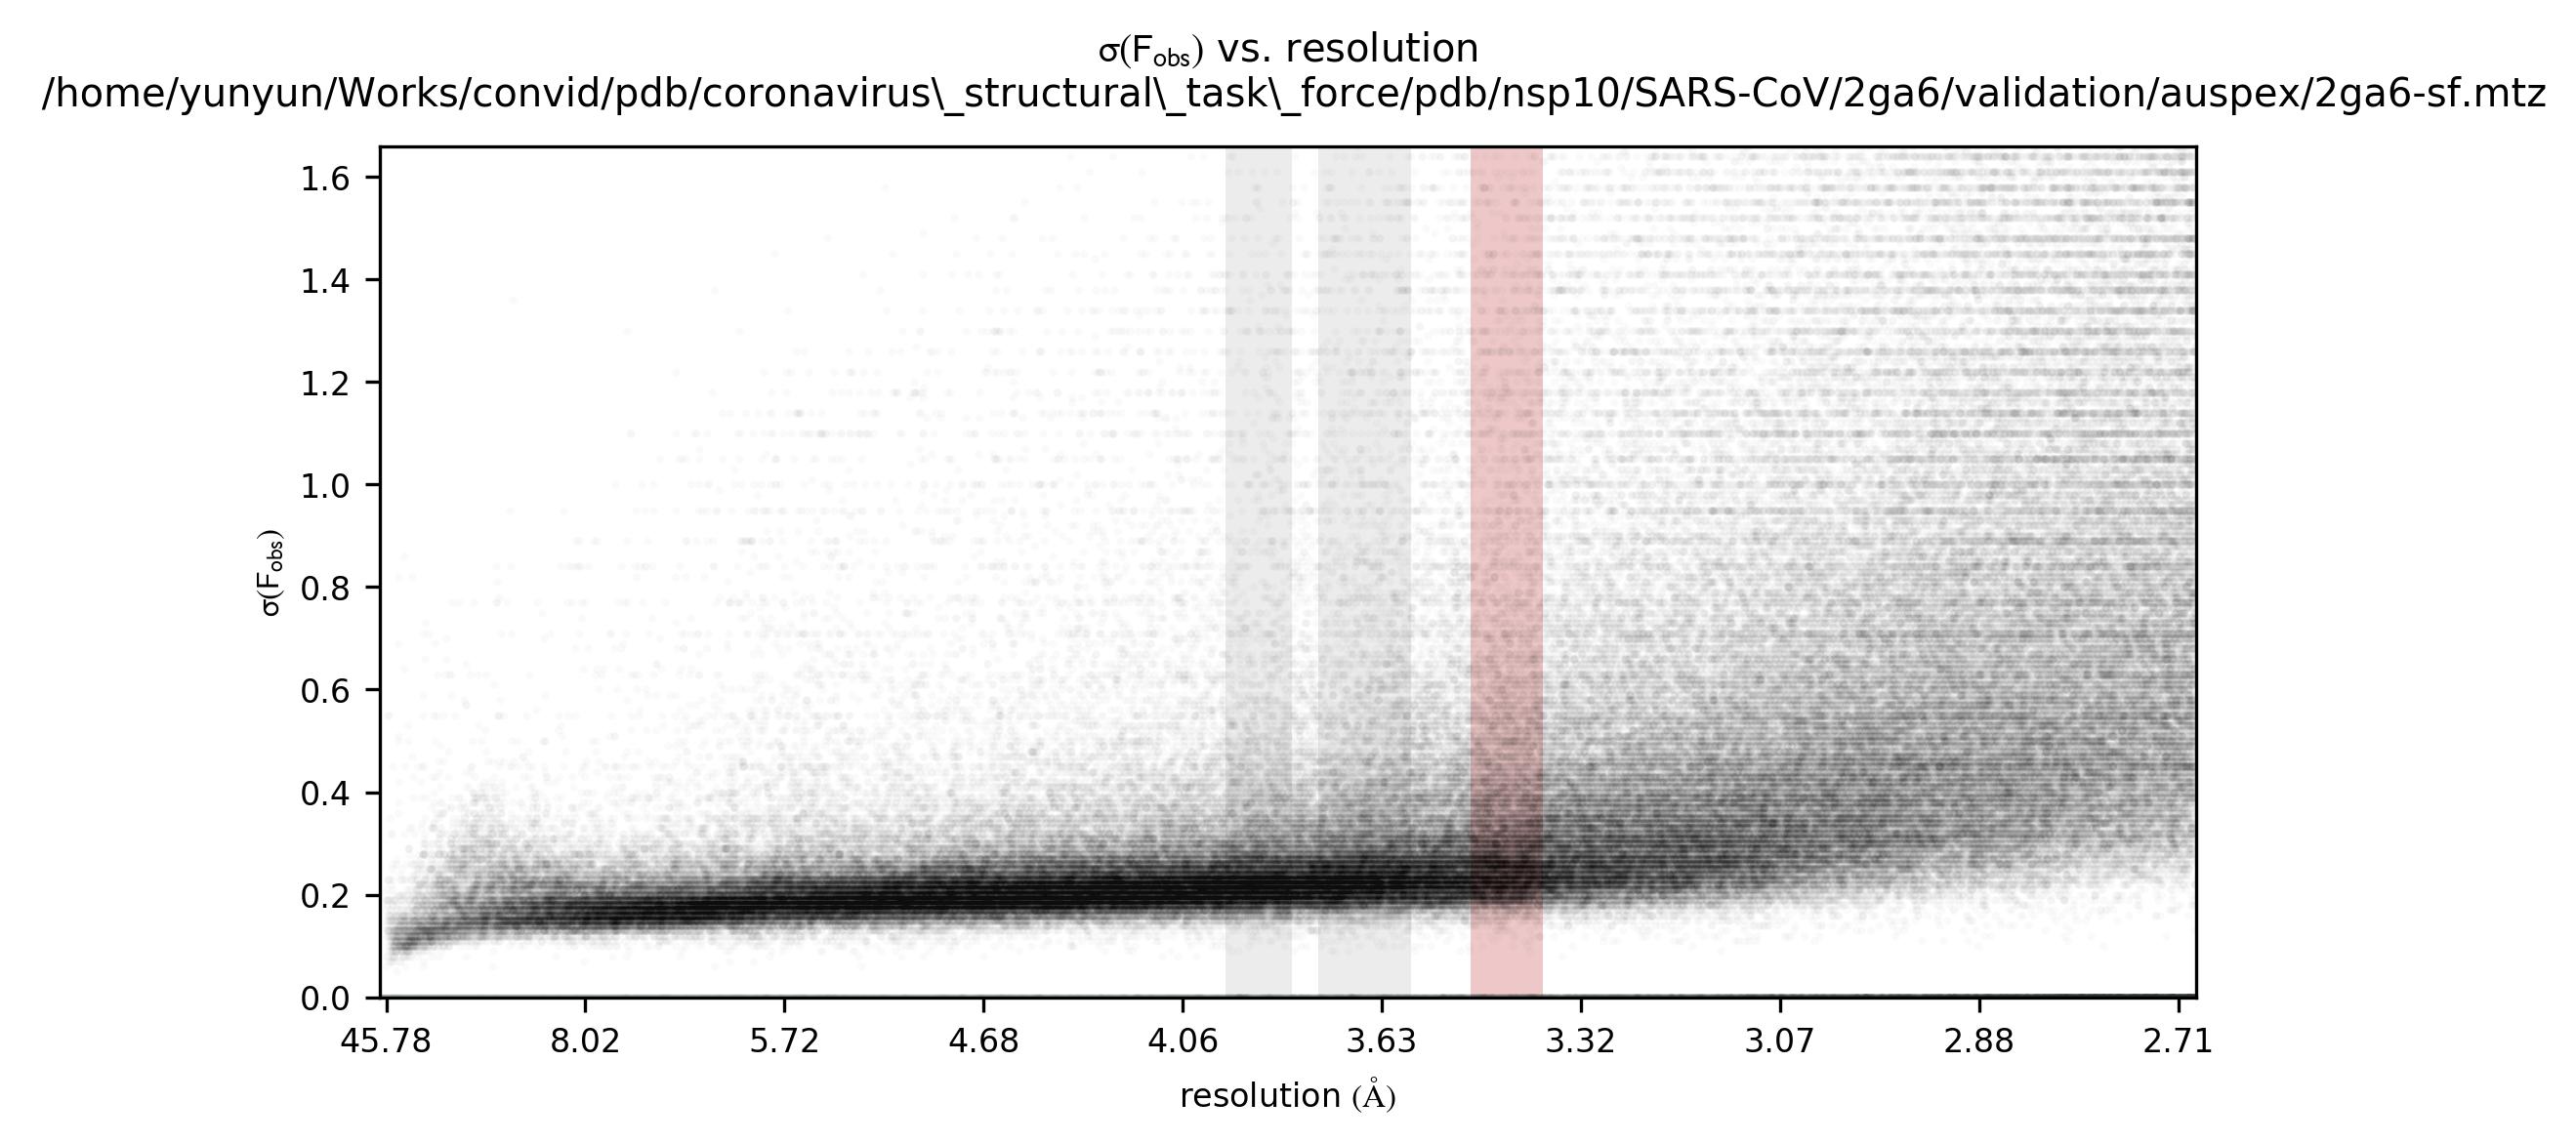 σ(Fobs) vs. resolution
/home/yunyun/Works/convid/pdb/coronavirus\_structural\_task\_force/pdb/nsp10/SARS-CoV/2ga6/validation/auspex/2ga6-sf.mtz
1.6
1.4
1.2
1.0
0.8
0.6
0.4
0.2
0.0
σ(Fobs)
45.78 8.02 5.72 4.68 4.06 3.63 3.32 3.07 2.88 2.71
resolution (Å)